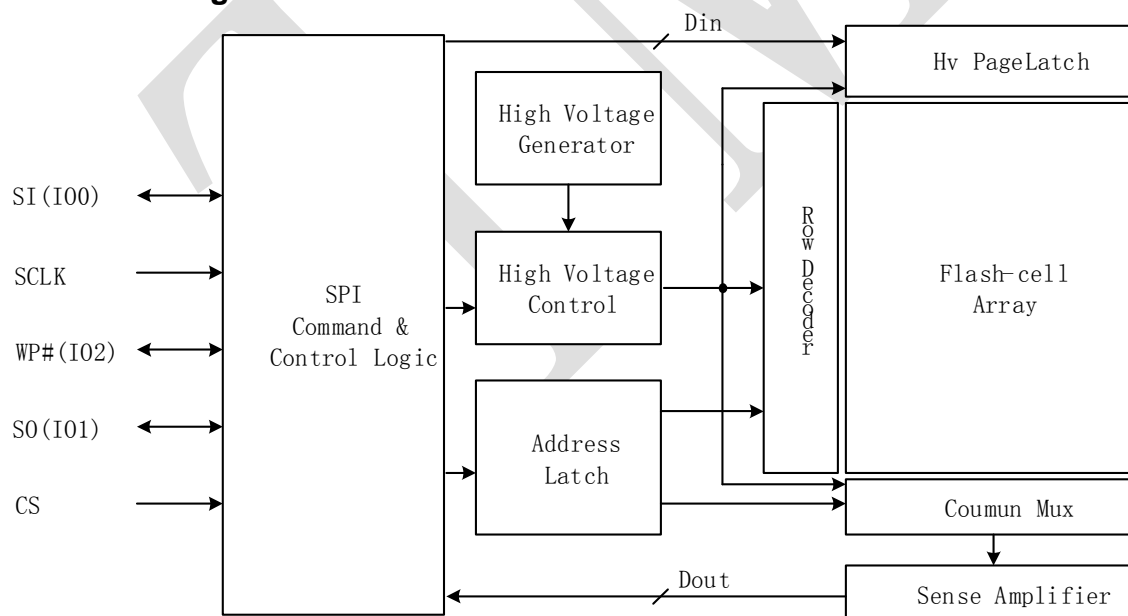 Din
Hv PageLatch
High Voltage
Generator
SI(IO0)
SCLK
WP#(IO2)
SO(IO1)
CS
SPI
Command &
Control Logic
High Voltage
Control
Row Decoder
Flash-cell
Array
Address
Latch
Coumun Mux
Dout
Sense Amplifier